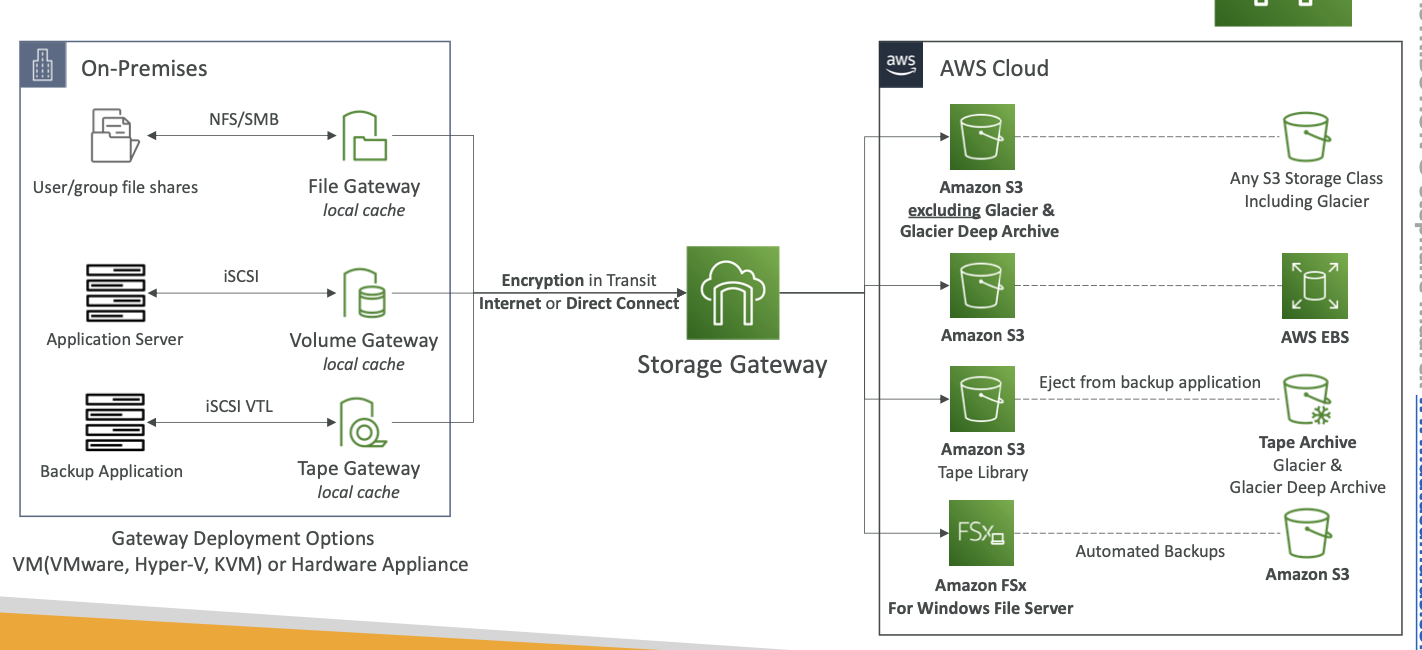 On-Premises
NFS/SMB
User/group file shares
File Gateway
local cache
iSCSI
Application Server
Volume Gateway
local cache
iSCSI VTL
Backup Application
Tape Gateway
local cache
Gateway Deployment Options
VM(VMware, Hyper-V, KVM) or Hardware Appliance
Encryption in Transit
Internet or Direct Connect
Storage Gateway
aws
AWS Cloud
Amazon S3
excluding Glacier &
Glacier Deep Archive
Any S3 Storage Class
Including Glacier
Amazon S3
AWS EBS
Amazon S3
Tape Library
Eject from backup application
Tape Archive
Glacier &
Glacier Deep Archive
FSx
Amazon FSx
For Windows File Server
Automated Backups
Amazon S3